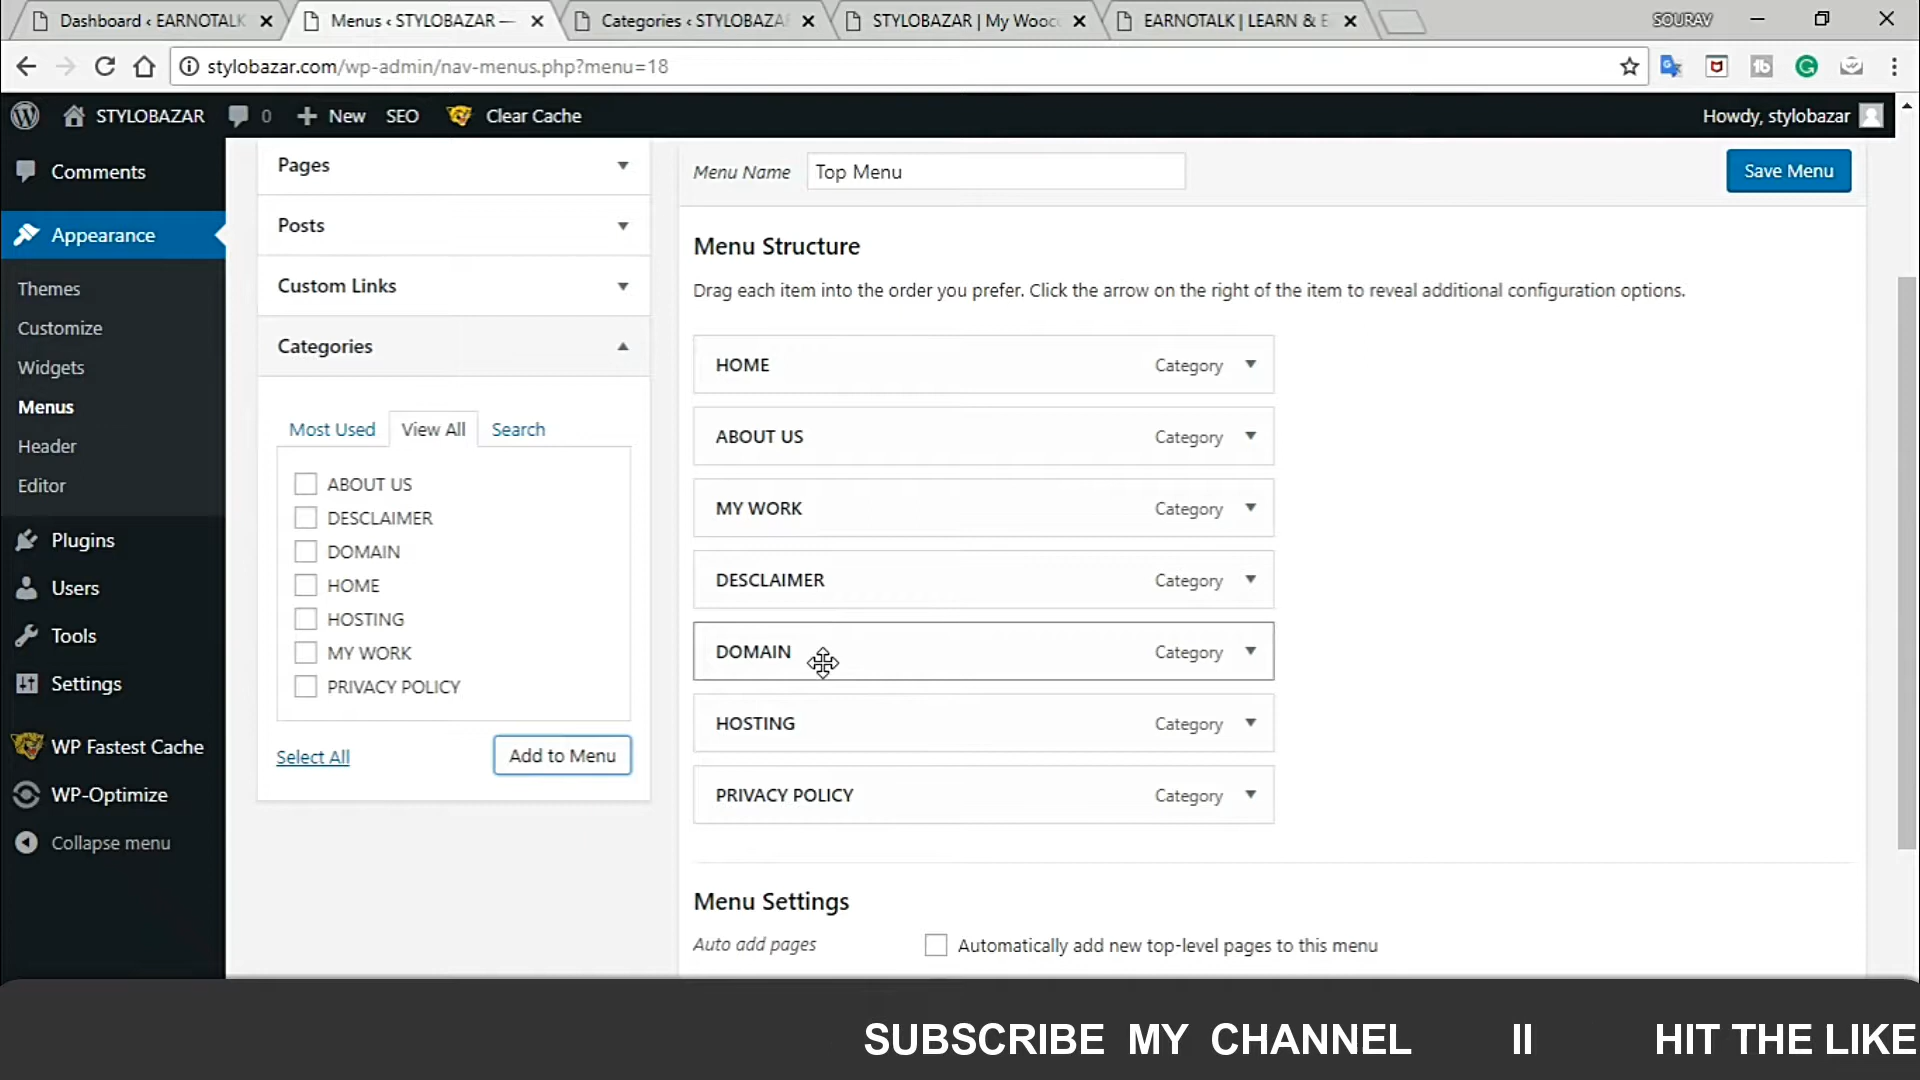 Dashboard ‹ EARNOTALK
Menus ‹ STYLOBAZAR —
Categories ‹ STYLOBAZA
STYLOBAZAR | My Wooc
EARNOTALK | LEARN & E
SOURAV
stylobazar.com/wp-admin/nav-menus.php?menu=18
STYLOBAZAR
0
New
SEO
Clear Cache
Howdy, stylobazar
Comments
Appearance
Themes
Customize
Widgets
Menus
Header
Editor
Plugins
Users
Tools
Settings
WP Fastest Cache
WP-Optimize
Collapse menu
Pages
Posts
Custom Links
Categories
Most Used
View All
Search
ABOUT US
DESCLAIMER
DOMAIN
HOME
HOSTING
MY WORK
PRIVACY POLICY
Select All
Add to Menu
Menu Name
Top Menu
Save Menu
Menu Structure
Drag each item into the order you prefer. Click the arrow on the right of the item to reveal additional configuration options.
HOME Category
ABOUT US Category
MY WORK Category
DESCLAIMER Category
DOMAIN Category
HOSTING Category
PRIVACY POLICY Category
Menu Settings
Auto add pages
Automatically add new top-level pages to this menu
SUBSCRIBE MY CHANNEL II HIT THE LIKE